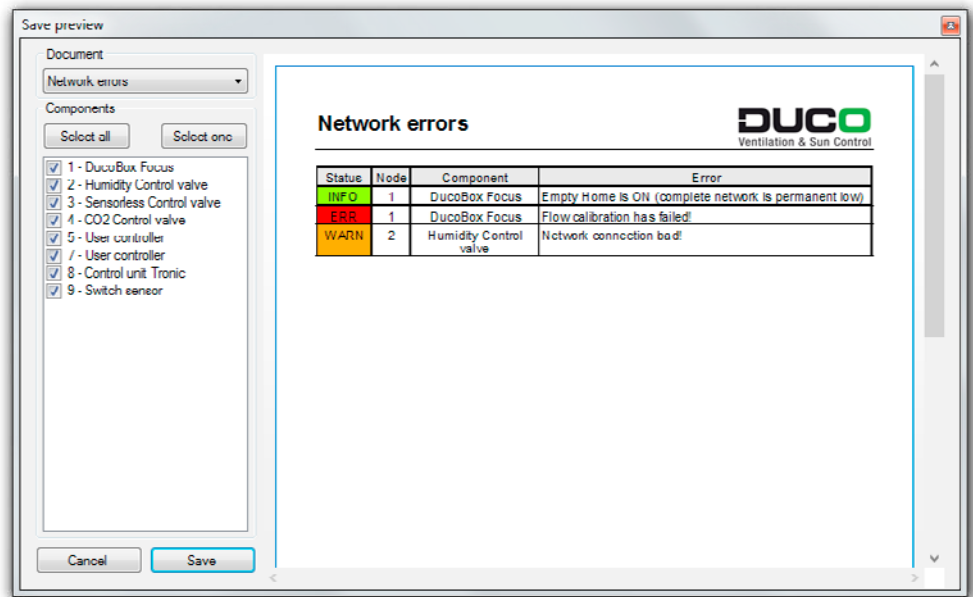 Save preview
Document
Network errors
Components
Select all
Select one
1 - DucoBox Focus
2 - Humidity Control valve
3 - Sensorless Control valve
4 - CO2 Control valve
5 - User controller
7 - User controller
8 - Control unit Tronic
9 - Switch sensor
Cancel
Save
Network errors
DUCO
Ventilation & Sun Control
Status Node Component Error
INFO 1 DucoBox Focus Empty Home is ON (complete network is permanent low)
ERR 1 DucoBox Focus Flow calibration has failed!
WARN 2 Humidity Control Network connection bad!
valve